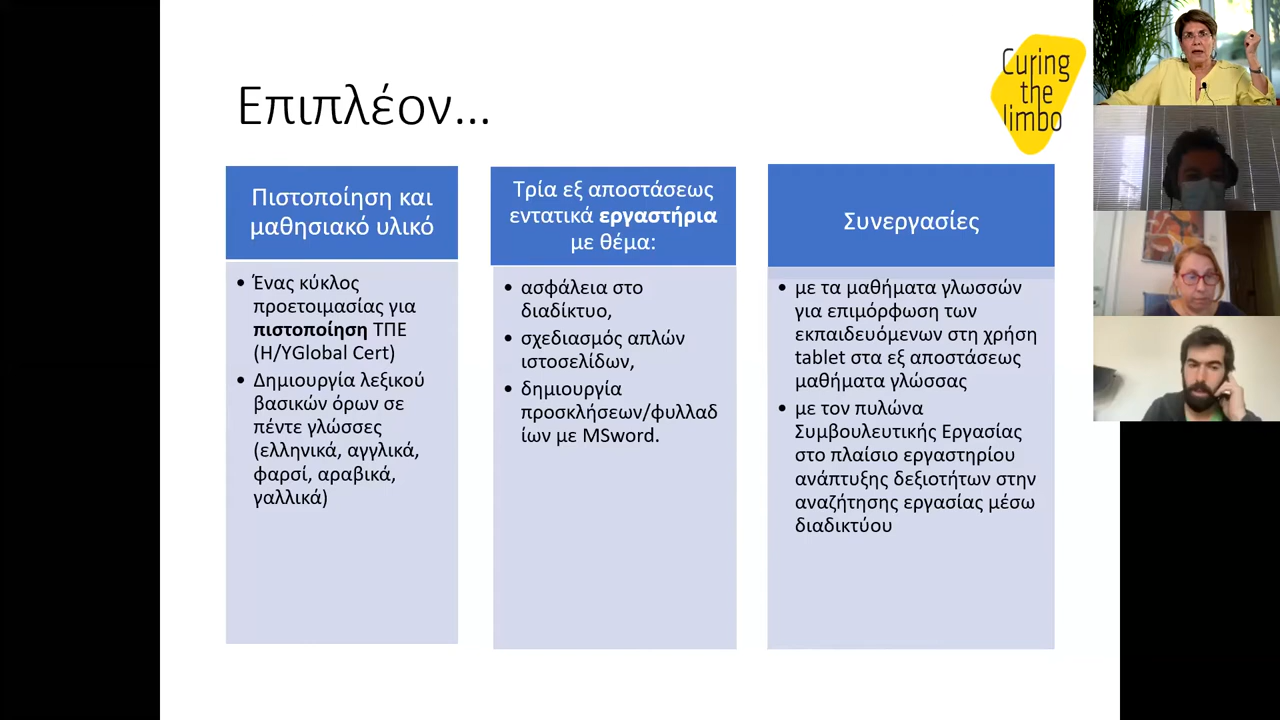 Επιπλέον...
Curing
the
limbo
Πιστοποίηση και
μαθησιακό υλικό
• Ένας κύκλος
προετοιμασίας για
πιστοποίηση ΤΠΕ
(H/YGlobal Cert)
• Δημιουργία λεξικού
βασικών όρων σε
πέντε γλώσσες
(ελληνικά, αγγλικά,
φαρσί, αραβικά,
γαλλικά)
Τρία εξ αποστάσεως
εντατικά εργαστήρια
με θέμα:
• ασφάλεια στο
διαδίκτυο,
• σχεδιασμός απλών
ιστοσελίδων,
• δημιουργία
προσκλήσεων/φυλλαδ
ίων με MSword.
Συνεργασίες
• με τα μαθήματα γλωσσών
για επιμόρφωση των
εκπαιδευόμενων στη χρήση
tablet στα εξ αποστάσεως
μαθήματα γλώσσας
• με τον πυλώνα
Συμβουλευτικής Εργασίας
στο πλαίσιο εργαστηρίου
ανάπτυξης δεξιοτήτων στην
αναζήτησης εργασίας μέσω
διαδικτύου